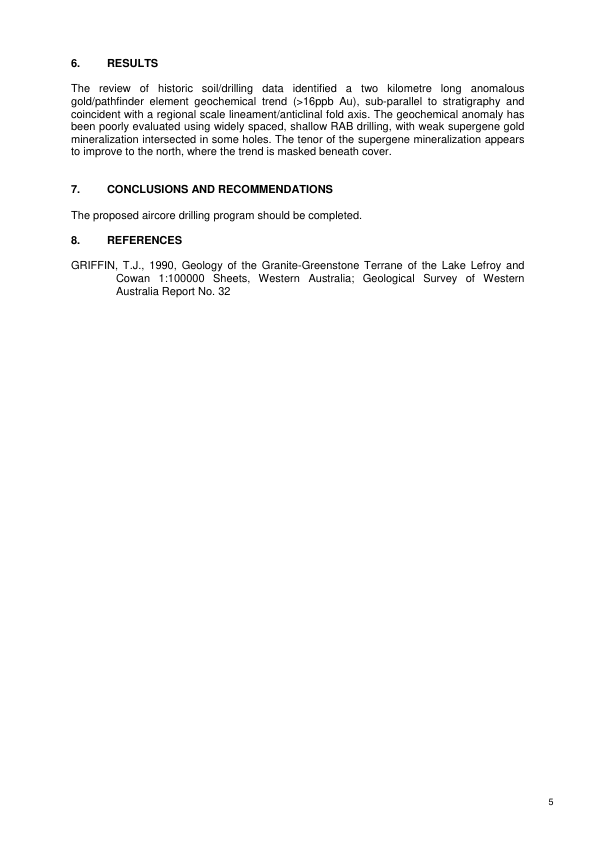 6. RESULTS
The review of historic soil/drilling data identified a two kilometre long anomalous
gold/pathfinder element geochemical trend (>16ppb Au), sub-parallel to stratigraphy and
coincident with a regional scale lineament/anticlinal fold axis. The geochemical anomaly has
been poorly evaluated using widely spaced, shallow RAB drilling, with weak supergene gold
mineralization intersected in some holes. The tenor of the supergene mineralization appears
to improve to the north, where the trend is masked beneath cover.
7. CONCLUSIONS AND RECOMMENDATIONS
The proposed aircore drilling program should be completed.
8. REFERENCES
GRIFFIN, T.J., 1990, Geology of the Granite-Greenstone Terrane of the Lake Lefroy and
Cowan 1:100000 Sheets, Western Australia; Geological Survey of Western
Australia Report No. 32
5